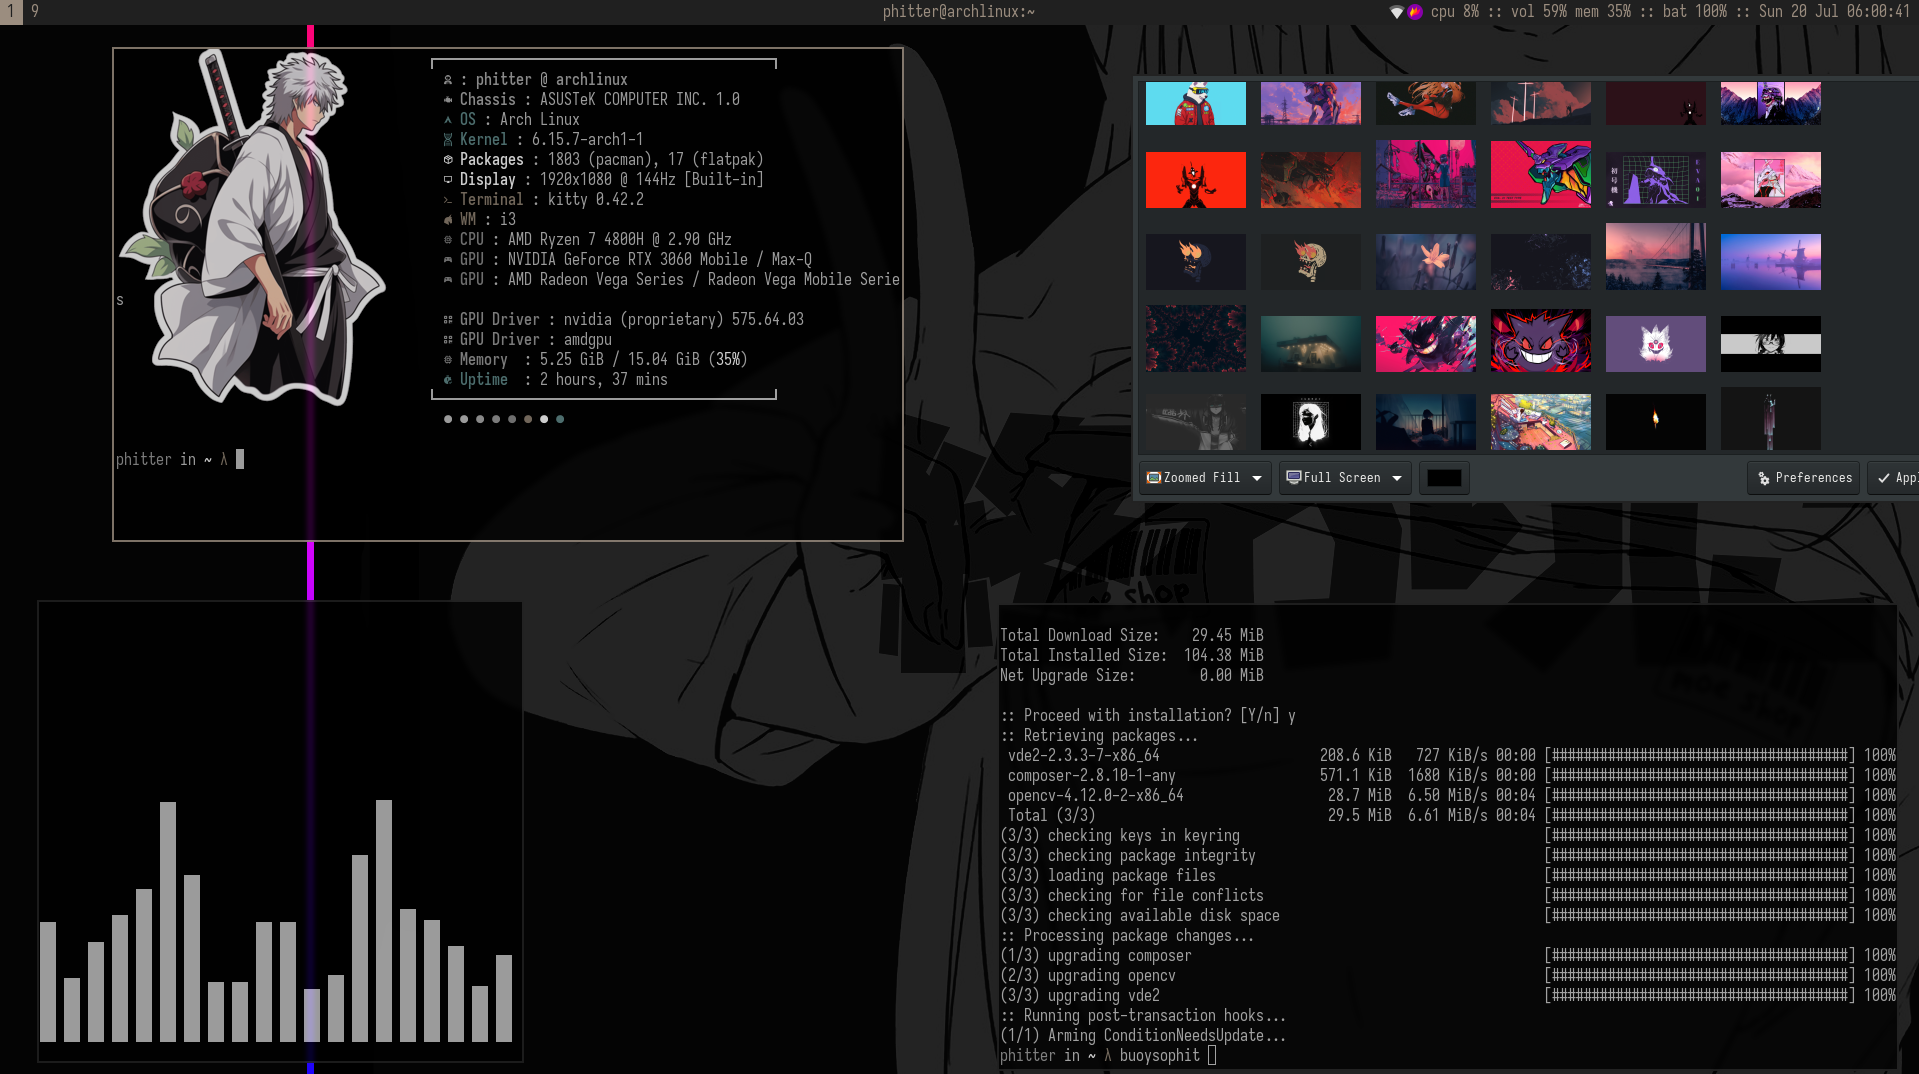 1 9 phitter@archlinux:~ cpu 8% :: vol 59% mem 35% :: bat 100% :: Sun 20 Jul 06:00:41
: phitter @ archlinux
Chassis : ASUSTeK COMPUTER INC. 1.0
OS : Arch Linux
Kernel : 6.15.7-arch1-1
Packages : 1803 (pacman), 17 (flatpak)
Display : 1920x1080 @ 144Hz [Built-in]
>_ Terminal : kitty 0.42.2
WM : i3
CPU : AMD Ryzen 7 4800H @ 2.90 GHz
GPU : NVIDIA GeForce RTX 3060 Mobile / Max-Q
GPU : AMD Radeon Vega Series / Radeon Vega Mobile Serie
s
GPU Driver : nvidia (proprietary) 575.64.03
GPU Driver : amdgpu
Memory : 5.25 GiB / 15.04 GiB (35%)
Uptime : 2 hours, 37 mins
phitter in ~ λ
初号機
EVA01
Zoomed Fill Full Screen Preferences Appl
shop
Total Download Size: 29.45 MiB
Total Installed Size: 104.38 MiB
Net Upgrade Size: 0.00 MiB
:: Proceed with installation? [Y/n] y
:: Retrieving packages...
vde2-2.3.3-7-x86_64 208.6 KiB 727 KiB/s 00:00 [#####################################] 100%
composer-2.8.10-1-any 571.1 KiB 1680 KiB/s 00:00 [#####################################] 100%
opencv-4.12.0-2-x86_64 28.7 MiB 6.50 MiB/s 00:04 [#####################################] 100%
Total (3/3) 29.5 MiB 6.61 MiB/s 00:04 [#####################################] 100%
(3/3) checking keys in keyring [#####################################] 100%
(3/3) checking package integrity [#####################################] 100%
(3/3) loading package files [#####################################] 100%
(3/3) checking for file conflicts [#####################################] 100%
(3/3) checking available disk space [#####################################] 100%
:: Processing package changes...
(1/3) upgrading composer [#####################################] 100%
(2/3) upgrading opencv [#####################################] 100%
(3/3) upgrading vde2 [#####################################] 100%
:: Running post-transaction hooks...
(1/1) Arming ConditionNeedsUpdate...
phitter in ~ λ buoysophit